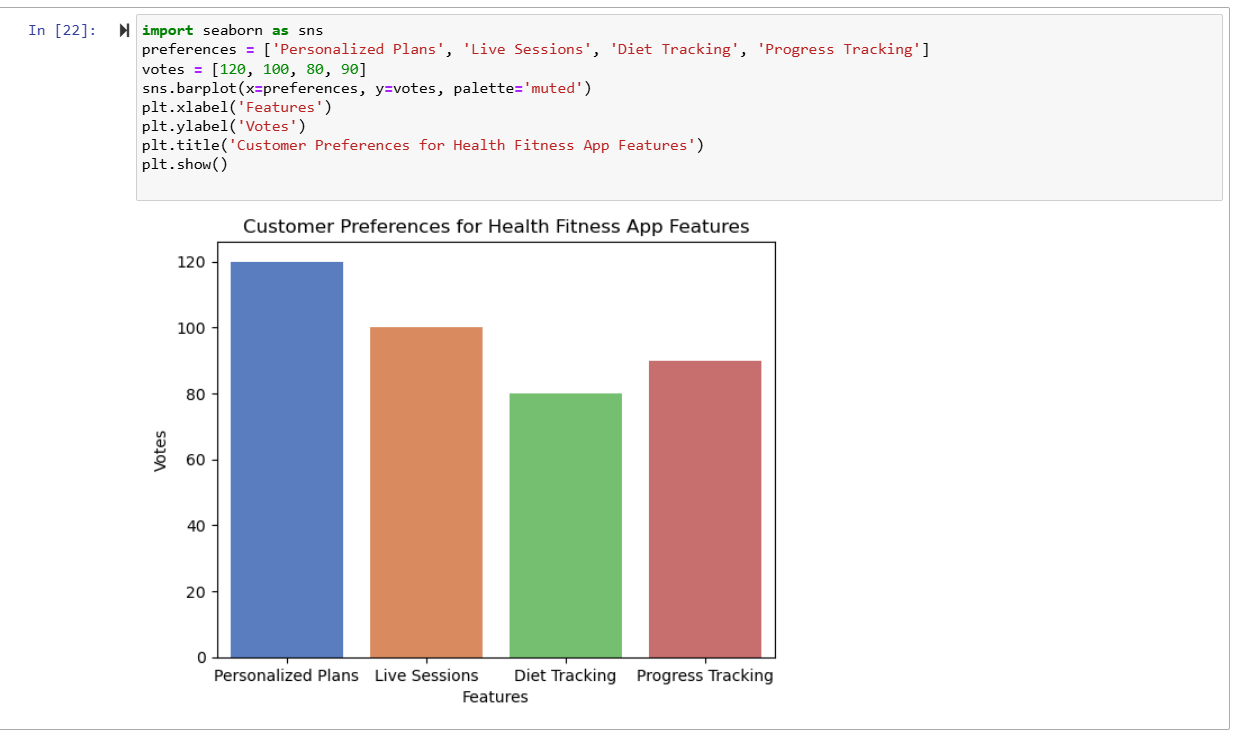 In [22]:
import seaborn as sns
preferences = ['Personalized Plans', 'Live Sessions', 'Diet Tracking', 'Progress Tracking']
votes = [120, 100, 80, 90]
sns.barplot(x=preferences, y=votes, palette='muted')
plt.xlabel('Features')
plt.ylabel('Votes')
plt.title('Customer Preferences for Health Fitness App Features')
plt.show()
Customer Preferences for Health Fitness App Features
120
100
80
60
40
20
0
Votes
Personalized Plans Live Sessions Diet Tracking Progress Tracking
Features